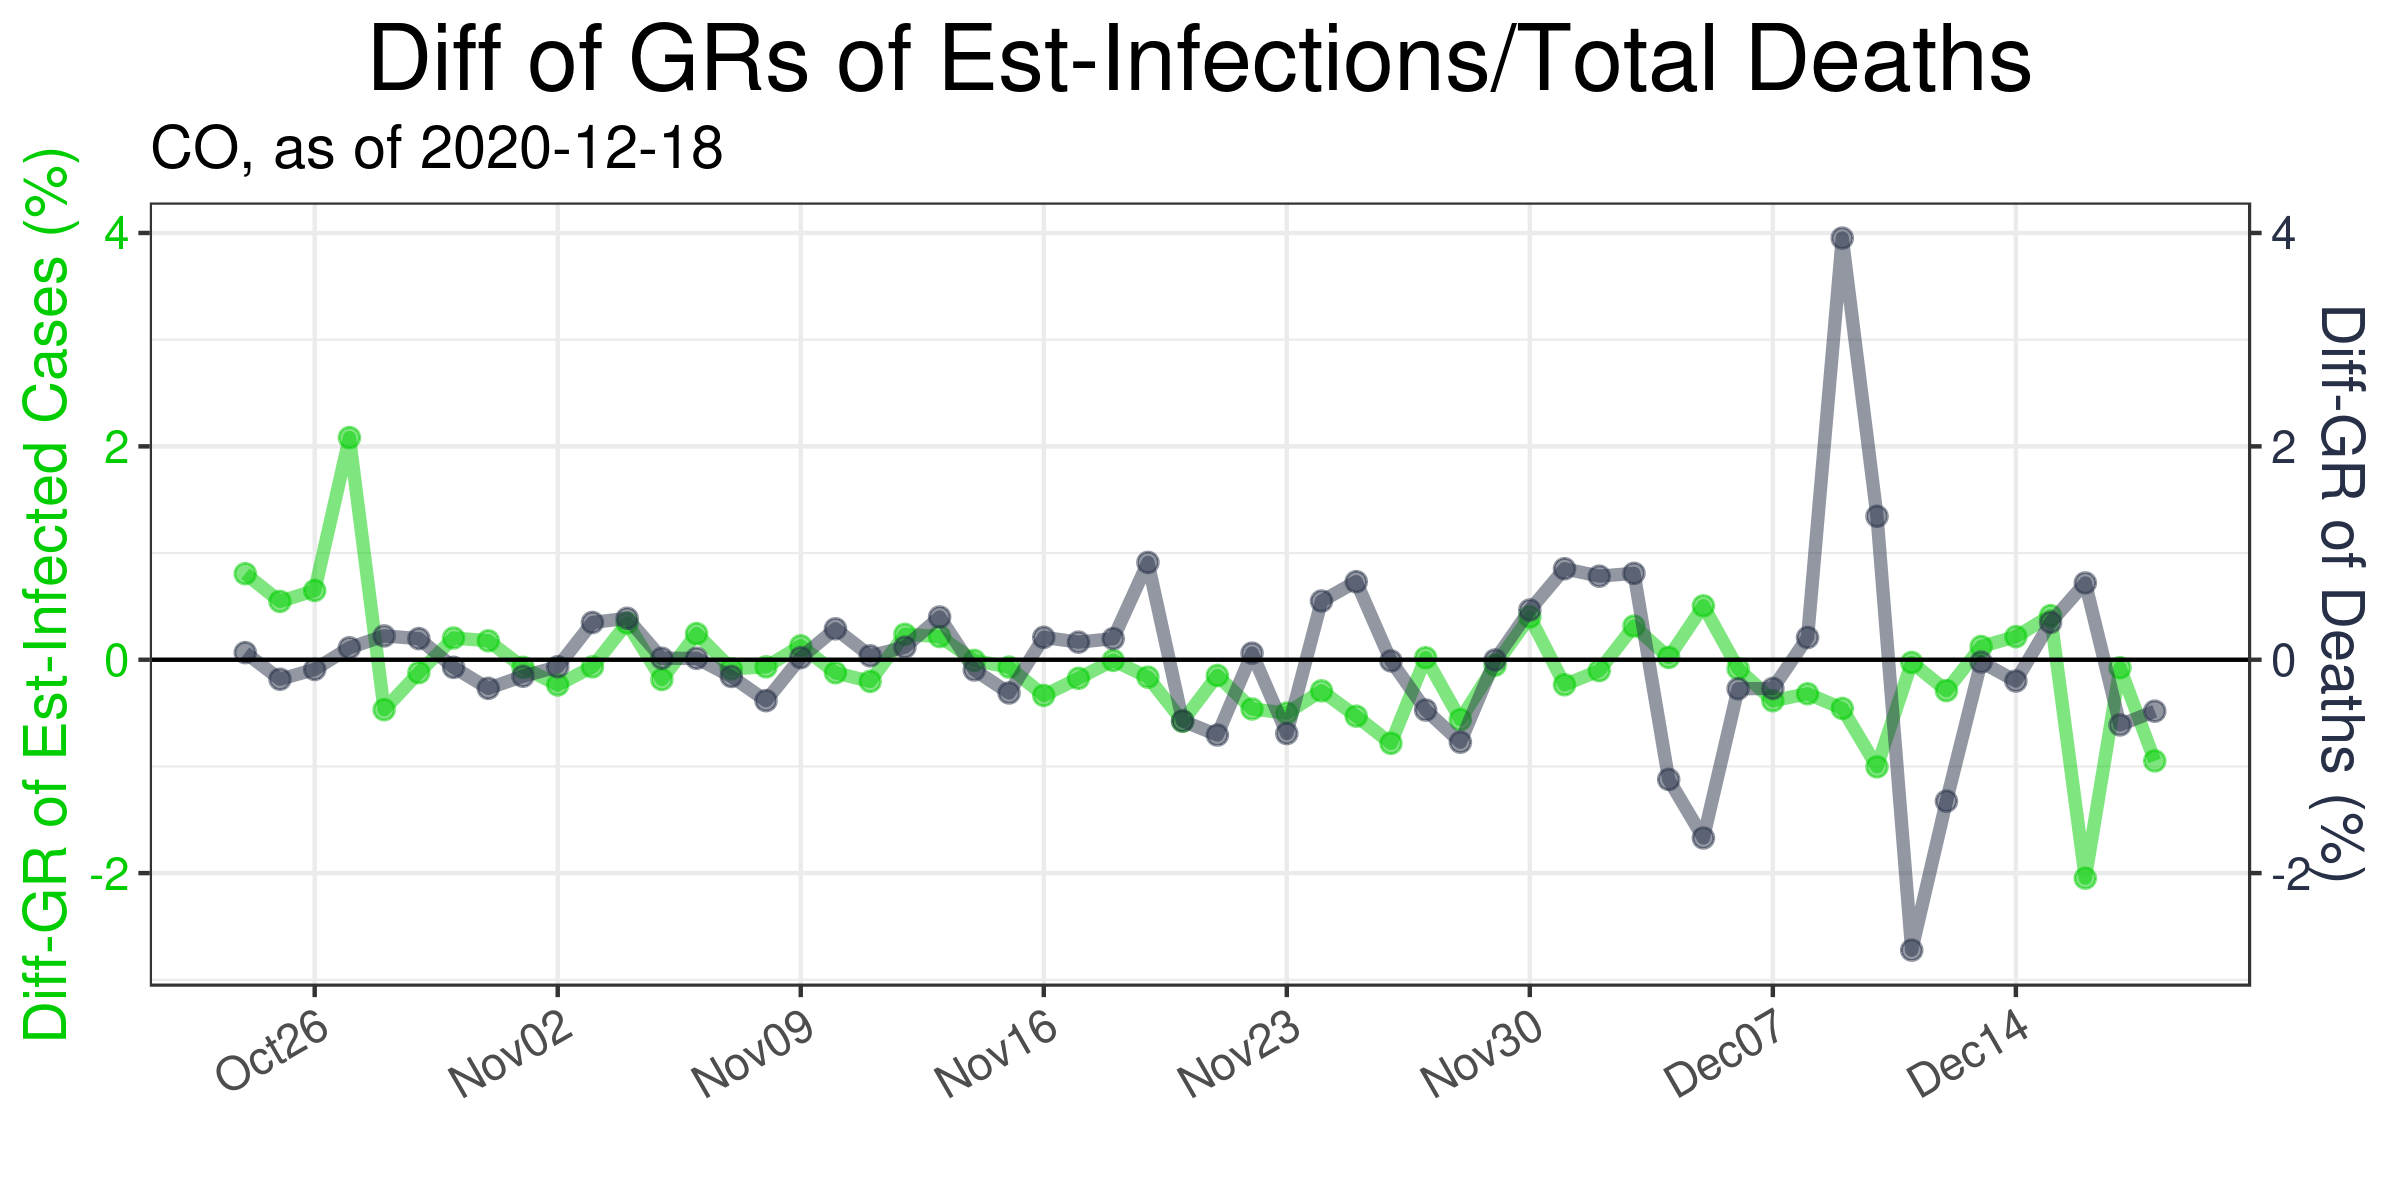 Diff of GRs of Est-Infections/Total Deaths
CO, as of 2020-12-18
Diff-GR of Est-Infected Cases (%)
4
2
0
-2
4
2
0
-2
Diff-GR of Deaths (%)
Oct26
Nov02
Nov09
Nov16
Nov23
Nov30
Dec07
Dec14